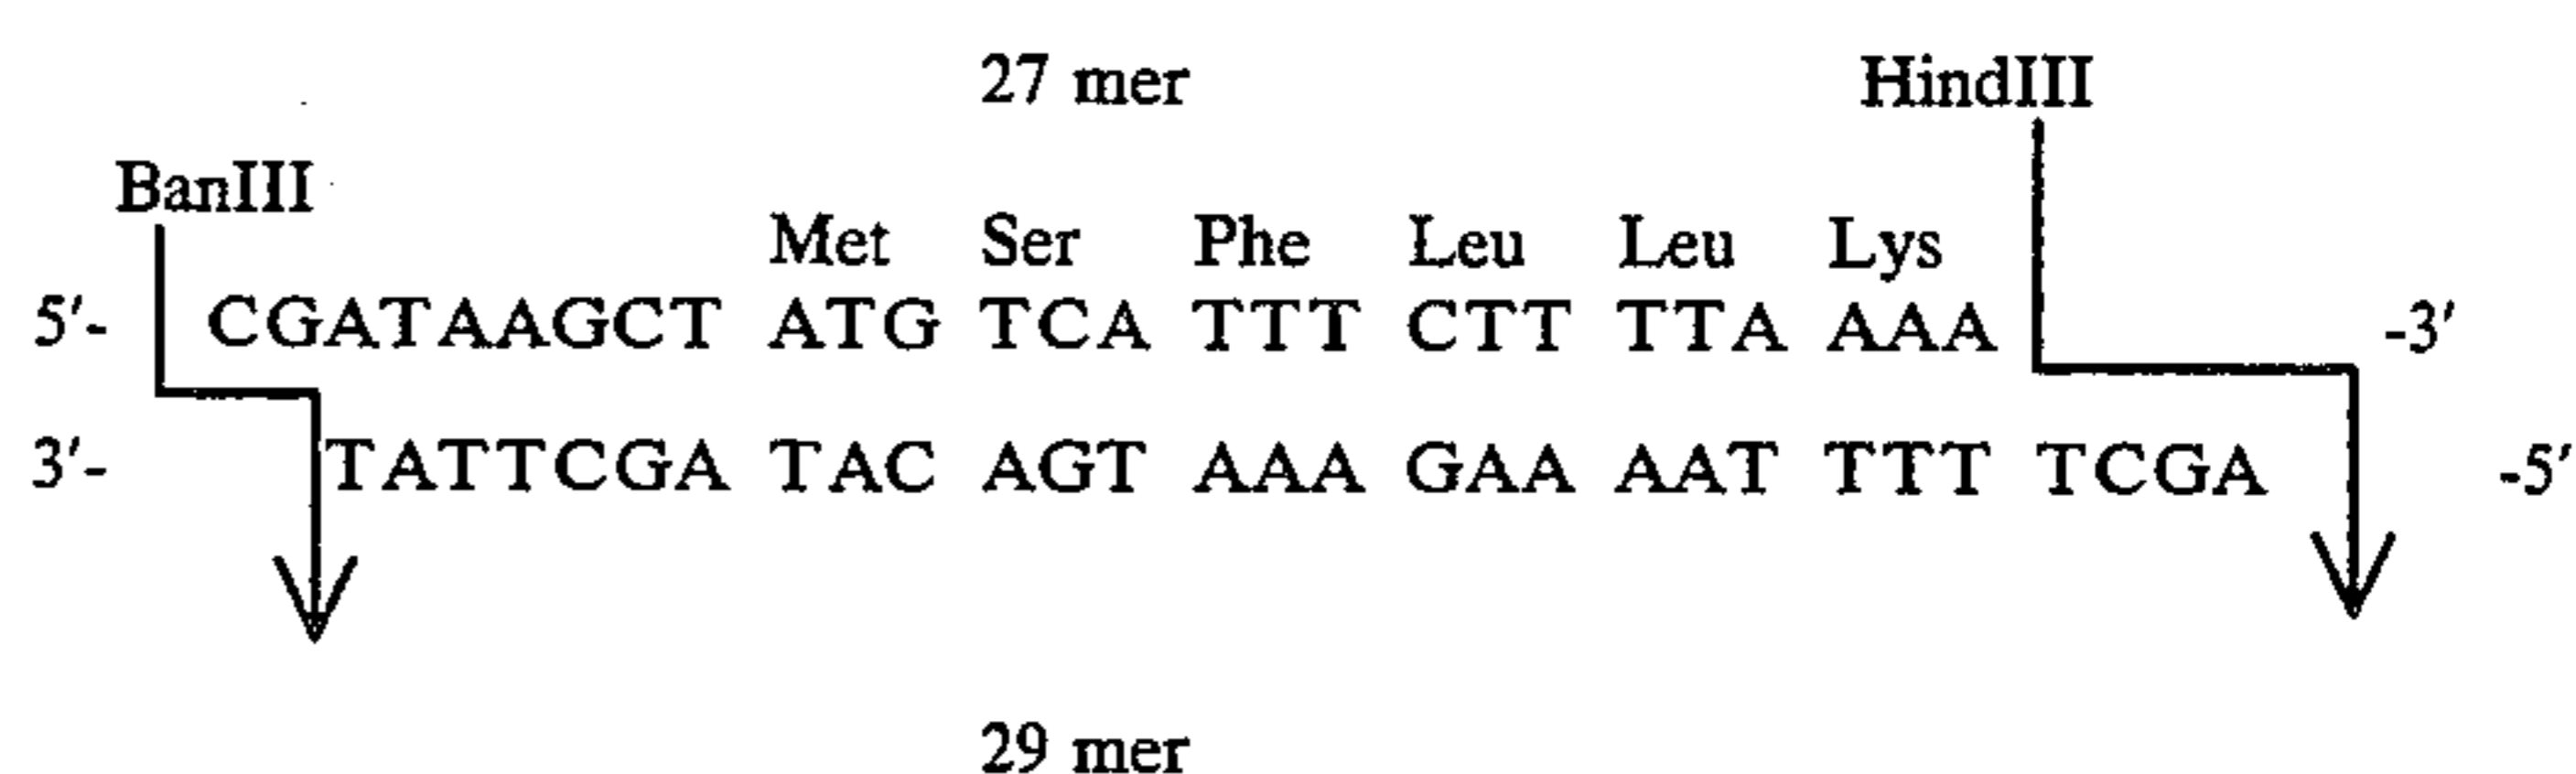 27 mer
HindIII
BanIII
Met Ser Phe Leu Leu Lys
5'- CGATAAGCT ATG TCA TTT CTT TTA AAA -3'
3'- TATTCGA TAC AGT AAA GAA AAT TTT TCGA -5'
29 mer